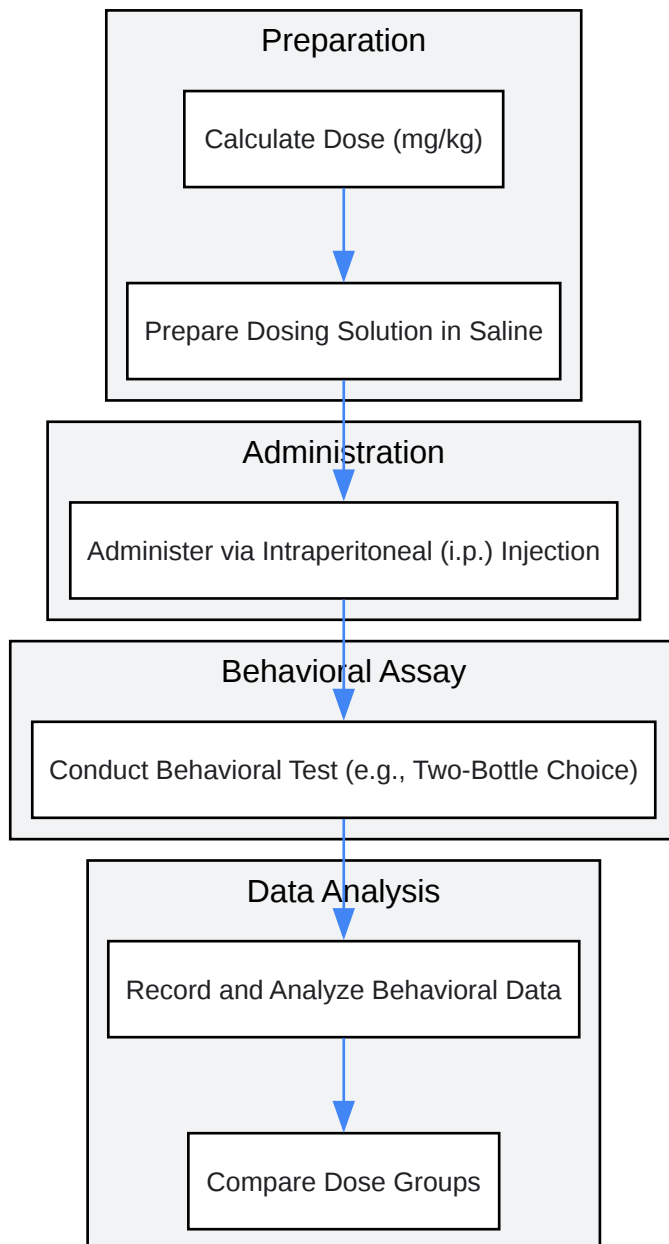 Preparation
Calculate Dose (mg/kg)
Prepare Dosing Solution in Saline
Administration
Administer via Intraperitoneal (i.p.) Injection
Behavioral Assay
Conduct Behavioral Test (e.g., Two-Bottle Choice)
Data Analysis
Record and Analyze Behavioral Data
Compare Dose Groups